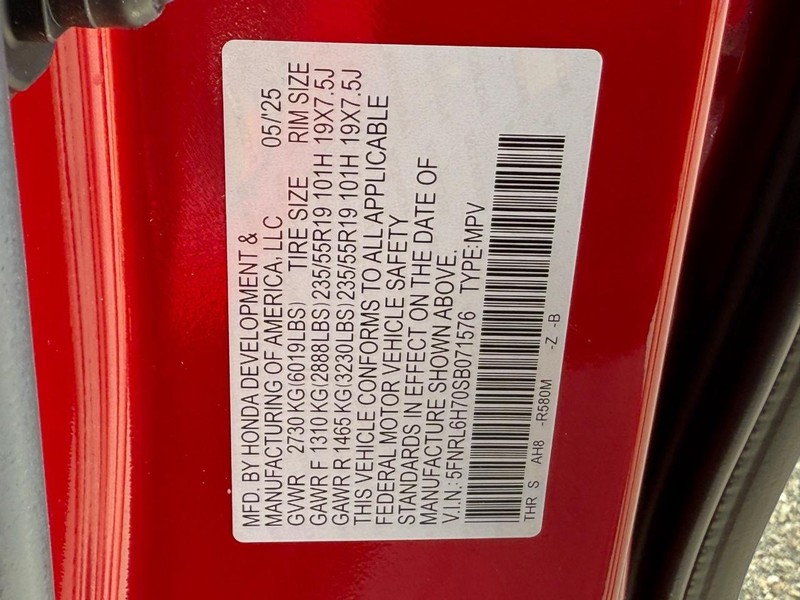 MFD. BY HONDA DEVELOPMENT &
MANUFACTURING OF AMERICA, LLC 05/'25
GVWR 2730 KG(6019LBS) TIRE SIZE RIM SIZE
GAWR F 1310 KG(2888LBS) 235/55R19 101H 19X7.5J
GAWR R 1465 KG(3230LBS) 235/55R19 101H 19X7.5J
THIS VEHICLE CONFORMS TO ALL APPLICABLE
FEDERAL MOTOR VEHICLE SAFETY
STANDARDS IN EFFECT ON THE DATE OF
MANUFACTURE SHOWN ABOVE.
V.I.N.: 5FNRL6H70SB071576 TYPE: MPV
THR S AH8 -R580M -Z -B